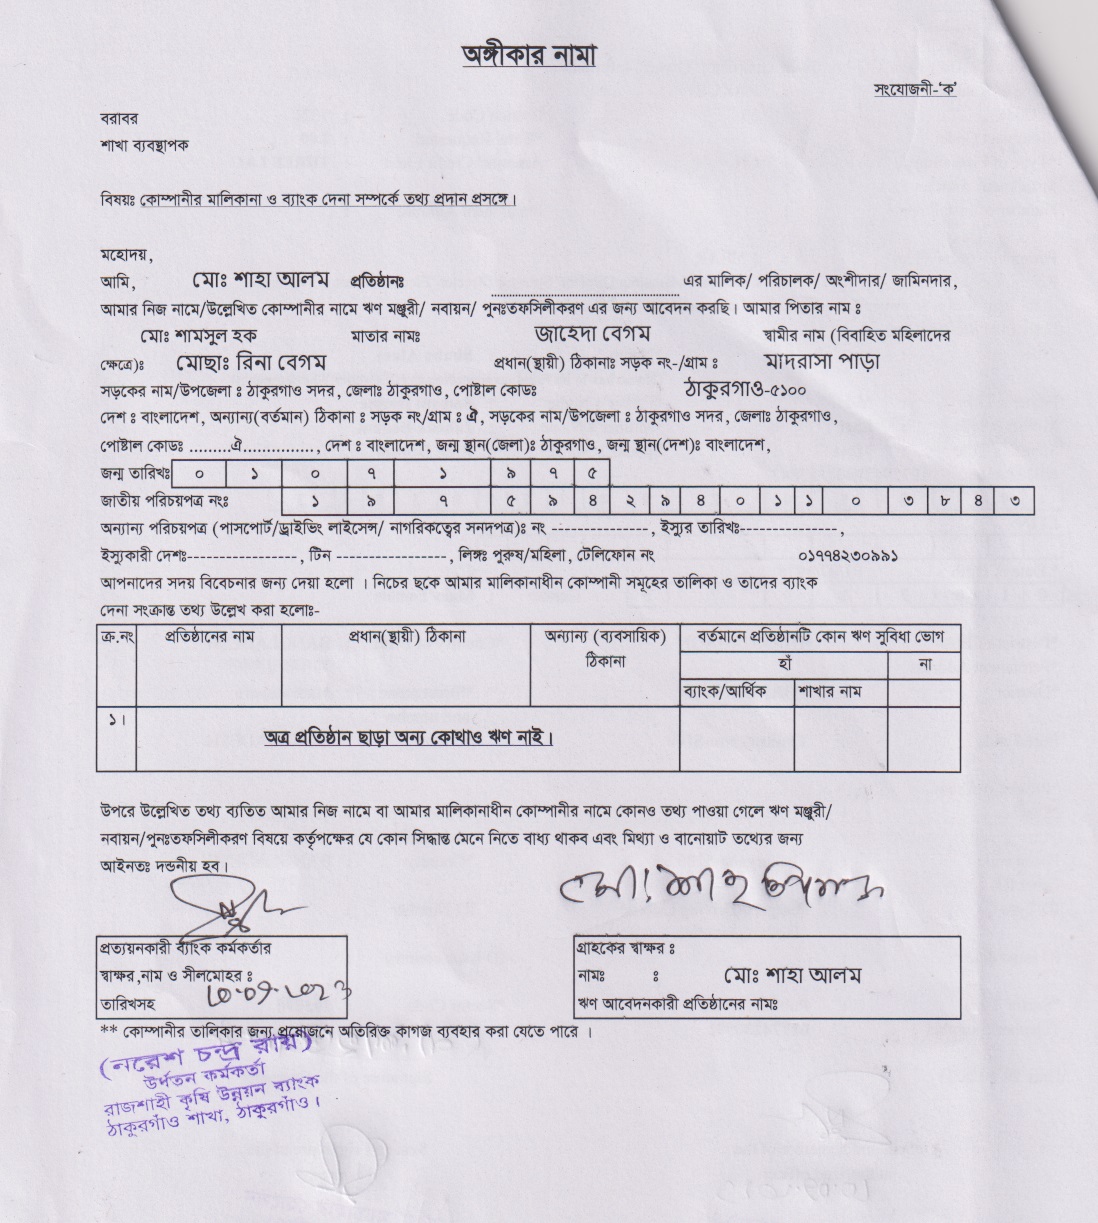 অঙ্গীকার নামা
সংযোজনী-'ক'
বরাবর
শাখা ব্যবস্থাপক
বিষয়ঃ কোম্পানীর মালিকানা ও ব্যাংক দেনা সম্পর্কে তথ্য প্রদান প্রসঙ্গে।
মহোদয়,
আমি, মোঃ শাহা আলম প্রতিষ্ঠানঃ ........................................ এর মালিক/ পরিচালক/ অংশীদার/ জামিনদার,
আমার নিজ নামে/উল্লেখিত কোম্পানীর নামে ঋণ মঞ্জুরী/ নবায়ন/ পুনঃতফসিলীকরণ এর জন্য আবেদন করছি। আমার পিতার নাম ঃ
মোঃ শামসুল হক মাতার নামঃ জাহেদা বেগম স্বামীর নাম (বিবাহিত মহিলাদের
ক্ষেত্রে)ঃ মোছাঃ রিনা বেগম প্রধান(স্থায়ী) ঠিকানাঃ সড়ক নং-/গ্রাম ঃ মাদরাসা পাড়া
সড়কের নাম/উপজেলা ঃ ঠাকুরগাও সদর, জেলাঃ ঠাকুরগাও, পোষ্টাল কোডঃ ঠাকুরগাও-৫১০০
দেশ ঃ বাংলাদেশ, অন্যান্য(বর্তমান) ঠিকানা ঃ সড়ক নং/গ্রাম ঃ ঐ, সড়কের নাম/উপজেলা ঃ ঠাকুরগাও সদর, জেলাঃ ঠাকুরগাও,
পোষ্টাল কোডঃ .........ঐ..............., দেশ ঃ বাংলাদেশ, জন্ম স্থান(জেলা)ঃ ঠাকুরগাও, জন্ম স্থান(দেশ)ঃ বাংলাদেশ,
জন্ম তারিখঃ ০ ১ ০ ৭ ১ ৯ ৭ ৫
জাতীয় পরিচয়পত্র নংঃ ১ ৯ ৭ ৫ ৯ ৪ ২ ৯ ৪ ০ ১ ১ ০ ৩ ৮ ৪ ৩
অন্যান্য পরিচয়পত্র (পাসপোর্ট/ড্রাইভিং লাইসেন্স/ নাগরিকত্বের সনদপত্র)ঃ নং ---------------, ইস্যুর তারিখঃ---------------,
ইস্যুকারী দেশঃ-----------------, টিন -----------------, লিঙ্গঃ পুরুষ/মহিলা, টেলিফোন নং ০১৭৭৪২৩০৯৯১
আপনাদের সদয় বিবেচনার জন্য দেয়া হলো । নিচের ছকে আমার মালিকানাধীন কোম্পানী সমূহের তালিকা ও তাদের ব্যাংক
দেনা সংক্রান্ত তথ্য উল্লেখ করা হলোঃ-
ক্র.নং প্রতিষ্ঠানের নাম প্রধান(স্থায়ী) ঠিকানা অন্যান্য (ব্যবসায়িক) বর্তমানে প্রতিষ্ঠানটি কোন ঋণ সুবিধা ভোগ
ঠিকানা হাঁ না
ব্যাংক/আর্থিক শাখার নাম
১।
অত্র প্রতিষ্ঠান ছাড়া অন্য কোথাও ঋণ নাই।
উপরে উল্লেখিত তথ্য ব্যতিত আমার নিজ নামে বা আমার মালিকানাধীন কোম্পানীর নামে কোনও তথ্য পাওয়া গেলে ঋণ মঞ্জুরী/
নবায়ন/পুনঃতফসিলীকরণ বিষয়ে কর্তৃপক্ষের যে কোন সিদ্ধান্ত মেনে নিতে বাধ্য থাকব এবং মিথ্যা ও বানোয়াট তথ্যের জন্য
আইনতঃ দন্ডনীয় হব।
মোঃ শাহ আলম
প্রত্যয়নকারী ব্যাংক কর্মকর্তার
স্বাক্ষর,নাম ও সীলমোহর ঃ
তারিখসহ ১০.০৭.২০২৩
গ্রাহকের স্বাক্ষর ঃ
নামঃ ঃ মোঃ শাহা আলম
ঋণ আবেদনকারী প্রতিষ্ঠানের নামঃ
** কোম্পানীর তালিকার জন্য প্রয়োজনে অতিরিক্ত কাগজ ব্যবহার করা যেতে পারে ।
(নরেশ চন্দ্র রায়)
উর্ধতন কর্মকর্তা
রাজশাহী কৃষি উন্নয়ন ব্যাংক
ঠাকুরগাঁও শাখা, ঠাকুরগাঁও।